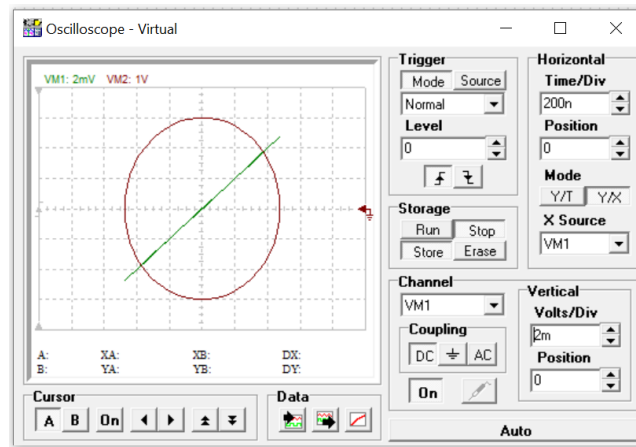 Oscilloscope - Virtual
VM1: 2mV VM2: 1V
A: XA: XB: DX:
B: YA: YB: DY:
Cursor
A B On
Data
Trigger
Mode Source
Normal
Level
0
Storage
Run Stop
Store Erase
Horizontal
Time/Div
200n
Position
0
Mode
Y/T Y/X
X Source
VM1
Channel
VM1
Coupling
DC AC
On
Vertical
Volts/Div
2m
Position
0
Auto